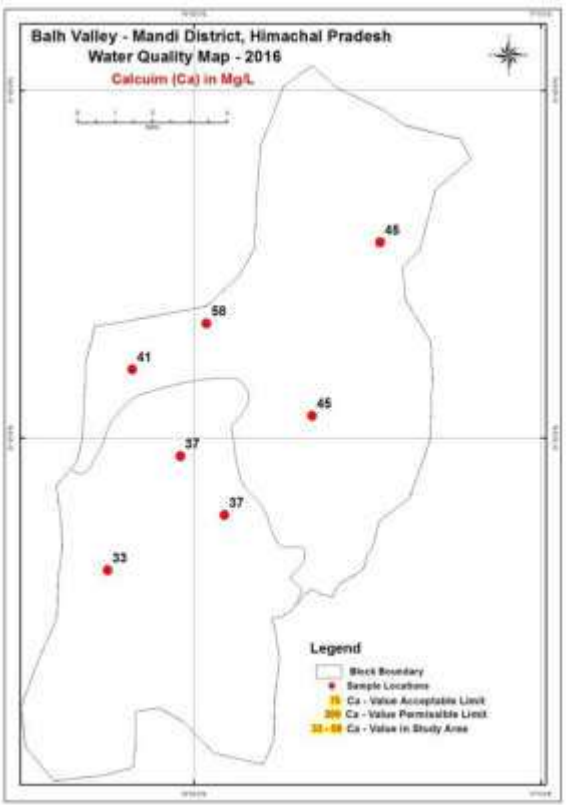 Balh Valley - Mandi District, Himachal Pradesh
Water Quality Map - 2016
Calcuim (Ca) in Mg/L
45
58
41
45
37
37
33
Legend
Block Boundary
Sample Locations
75 Ca - Value Acceptable Limit
200 Ca - Value Permissible Limit
33 - 58 Ca - Value in Study Area